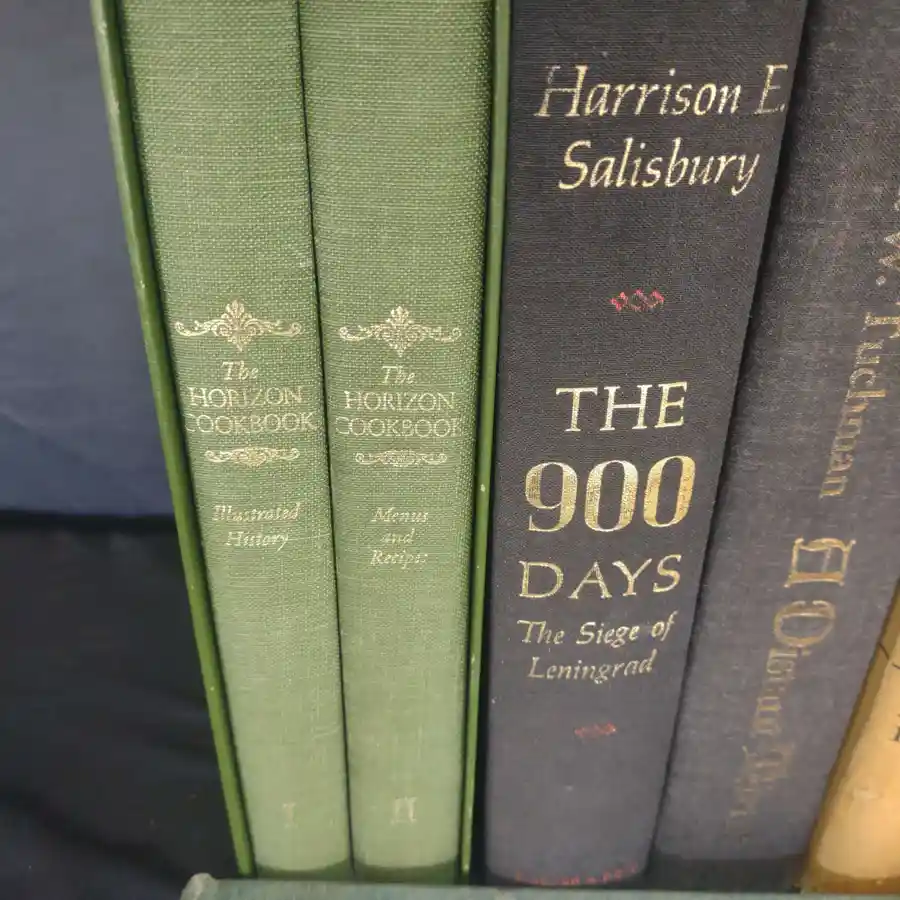 The
HORIZON
COOKBOOK
Illustrated
History
I
The
HORIZON
COOKBOOK
Menus
and
Recipes
II
Harrison E.
Salisbury
THE
900
DAYS
The Siege of
Leningrad
W. Tuchman
A Distant